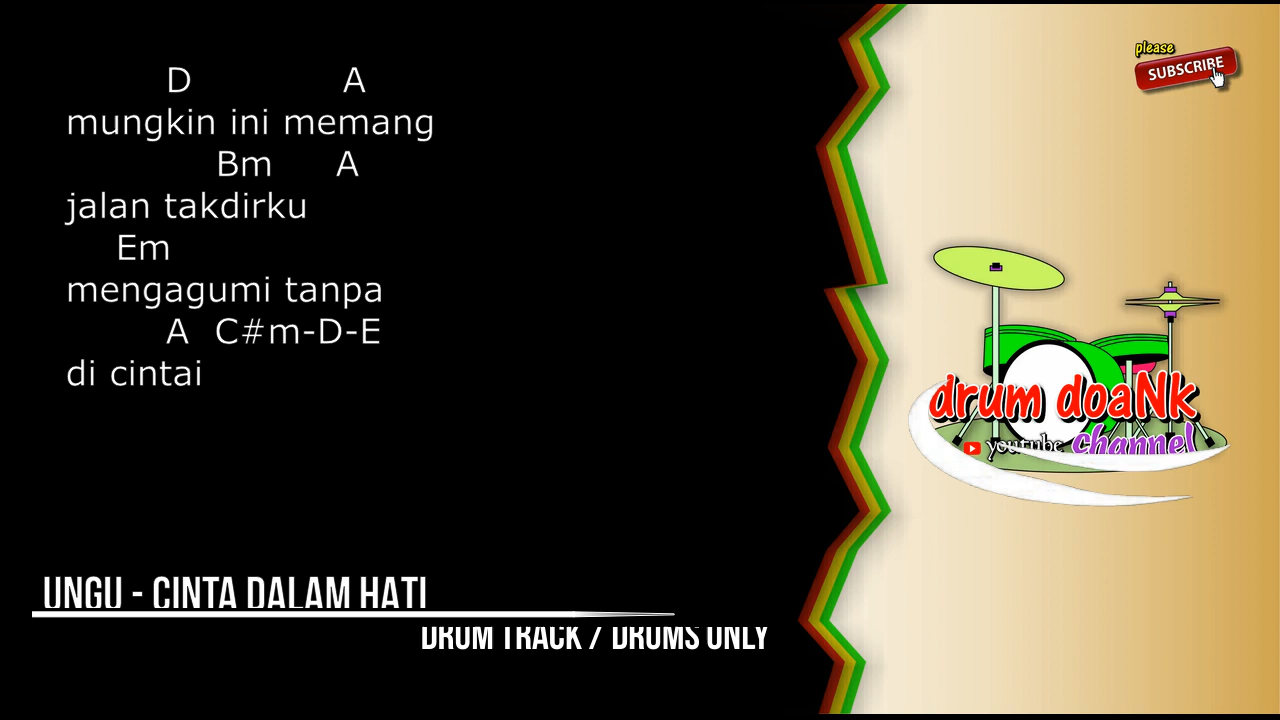 D A
mungkin ini memang
Bm A
jalan takdirku
Em
mengagumi tanpa
A C#m-D-E
di cintai
UNGU - CINTA DALAM HATI
DRUM TRACK / DRUMS ONLY
please
SUBSCRIBE
drum doaNk
youtube channel